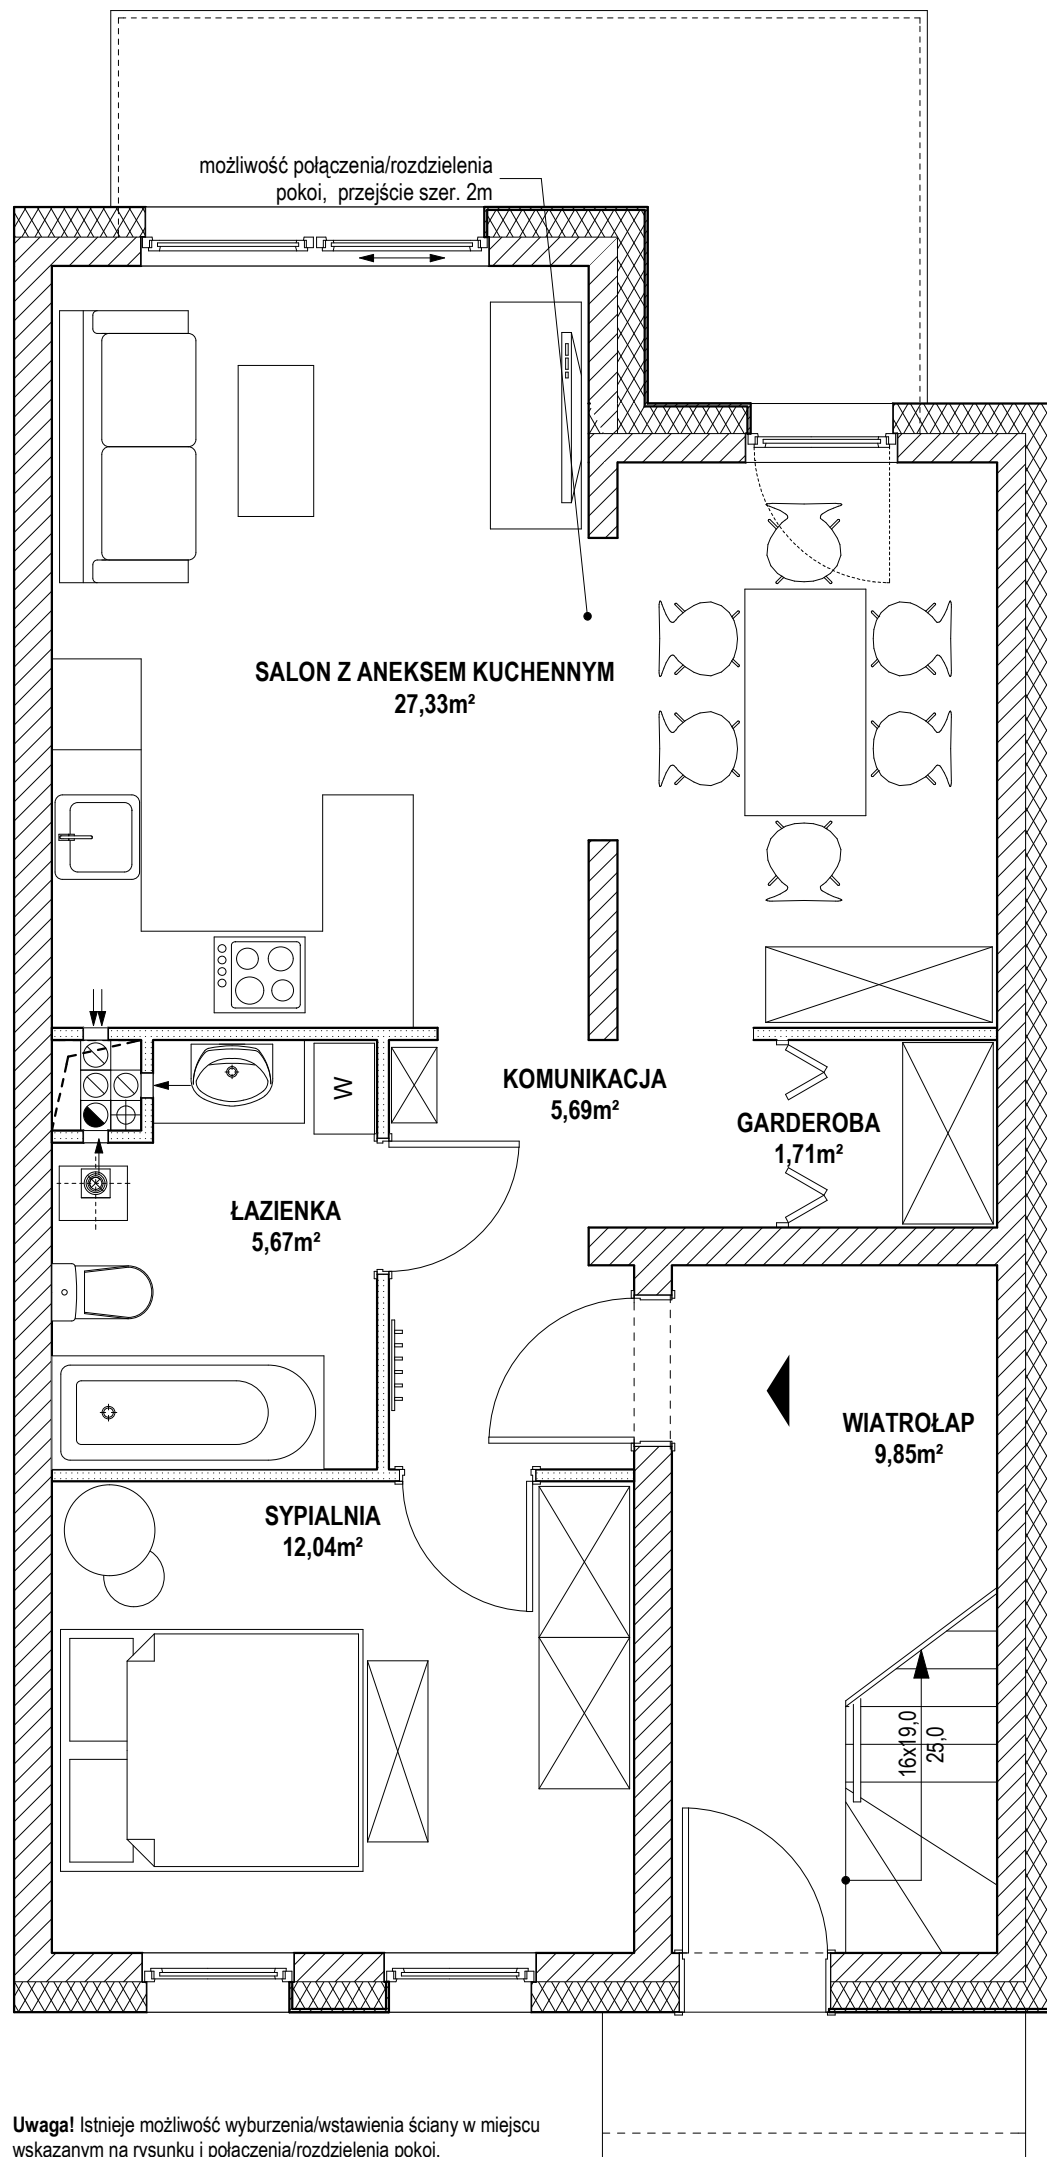 możliwość połączenia/rozdzielenia
pokoi, przejście szer. 2m
SALON Z ANEKSEM KUCHENNYM
27,33m²
KOMUNIKACJA
5,69m²
GARDEROBA
1,71m²
W
ŁAZIENKA
5,67m²
WIATROŁAP
9,85m²
SYPIALNIA
12,04m²
16x19,0
25,0
Uwaga! Istnieje możliwość wyburzenia/wstawienia ściany w miejscu
wskazanym na rysunku i połączenia/rozdzielenia pokoi.